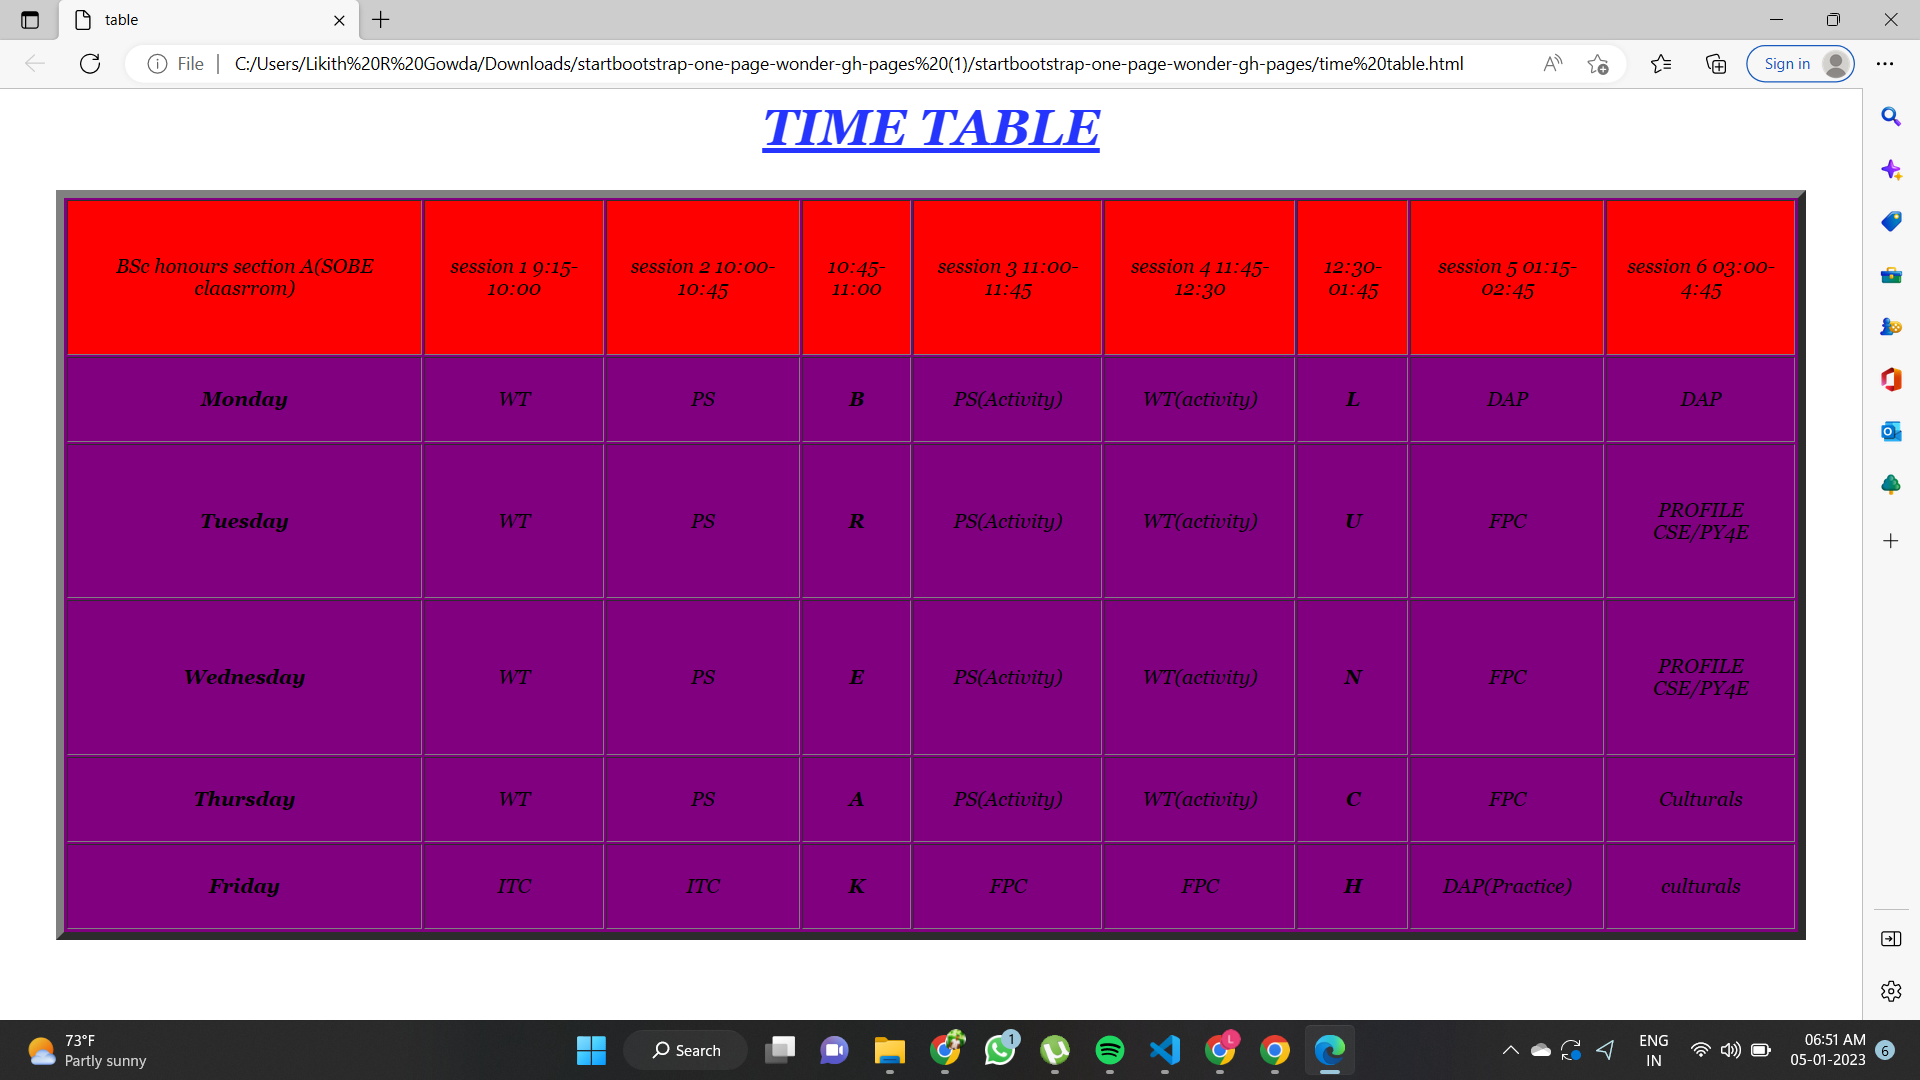 table
File
C:/Users/Likith%20R%20Gowda/Downloads/startbootstrap-one-page-wonder-gh-pages%20(1)/startbootstrap-one-page-wonder-gh-pages/time%20table.html
Sign in
TIME TABLE
BSc honours section A(SOBE
claasrrom)
session 1 9:15-
10:00
session 2 10:00-
10:45
10:45-
11:00
session 3 11:00-
11:45
session 4 11:45-
12:30
12:30-
01:45
session 5 01:15-
02:45
session 6 03:00-
4:45
Monday WT PS B PS(Activity) WT(activity) L DAP DAP
Tuesday WT PS R PS(Activity) WT(activity) U FPC PROFILE
CSE/PY4E
Wednesday WT PS E PS(Activity) WT(activity) N FPC PROFILE
CSE/PY4E
Thursday WT PS A PS(Activity) WT(activity) C FPC Culturals
Friday ITC ITC K FPC FPC H DAP(Practice) culturals
73°F
Partly sunny
Search
1
L
ENG
IN
06:51 AM
05-01-2023
6